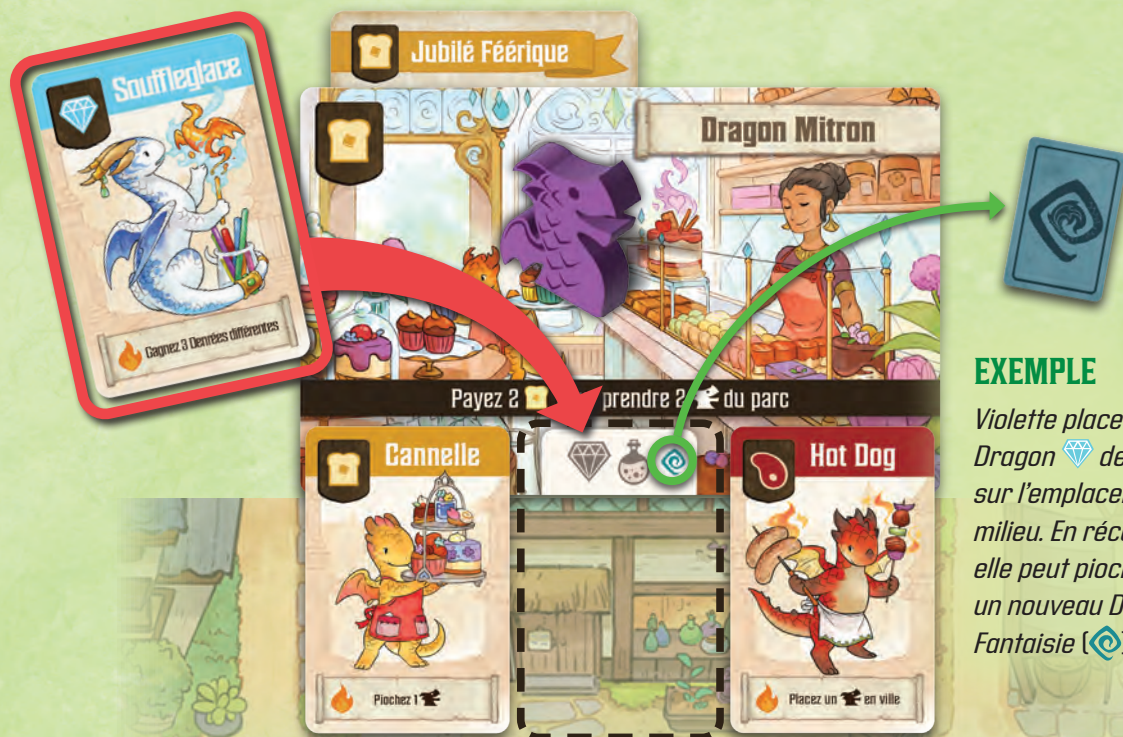 Jubilé Féérique
Souffleglace
Gagnez 3 Denrées différentes
Dragon Mitron
Payez 2 prendre 2 du parc
Cannelle
Piochez 1
Hot Dog
Placez un en ville
EXEMPLE
Violette place
Dragon de
sur l'emplace
milieu. En réco
elle peut pioch
un nouveau D
Fantaisie (